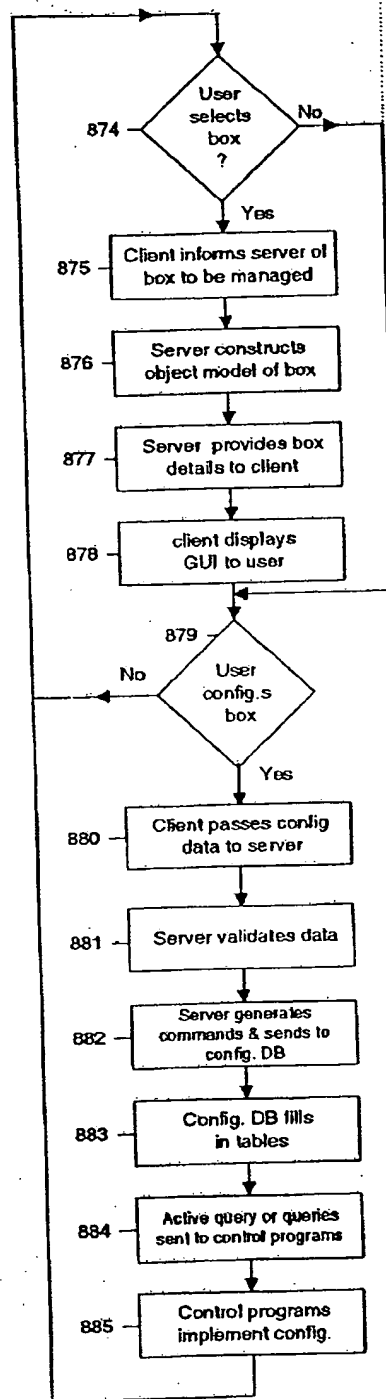 User
selects
box
?
874
No
Yes
Client informs server of
box to be managed
875
Server constructs
object model of box
876
Server provides box
details to client
877
client displays
GUI to user
878
879
No
User
config.s
box
Yes
Client passes config
data to server
880
Server validates data
881
Server generates
commands & sends to
config. DB
882
Config. DB fills
in tables
883
Active query or queries
sent to control programs
884
Control programs
implement config.
885